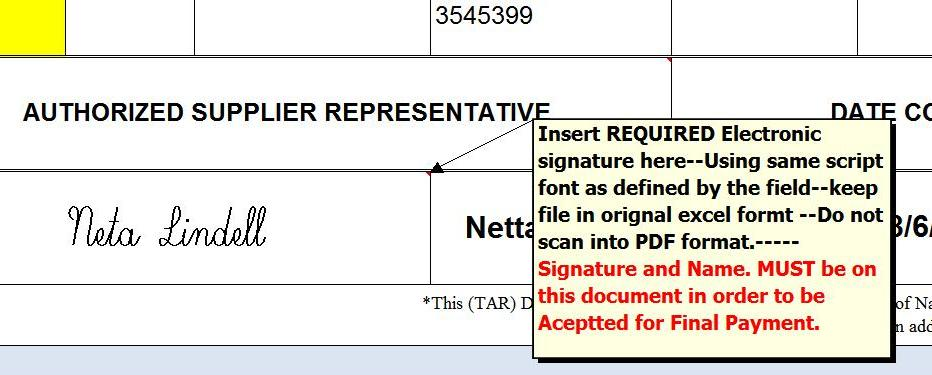 3545399
AUTHORIZED SUPPLIER REPRESENTATIVE
DATE CO
Insert REQUIRED Electronic
signature here--Using same script
font as defined by the field--keep
file in orignal excel formt --Do not
scan into PDF format.-----
Signature and Name. MUST be on
this document in order to be
Aceptted for Final Payment.
Neta Lindell
Netta
/6/
*This (TAR) D
of Na
n add